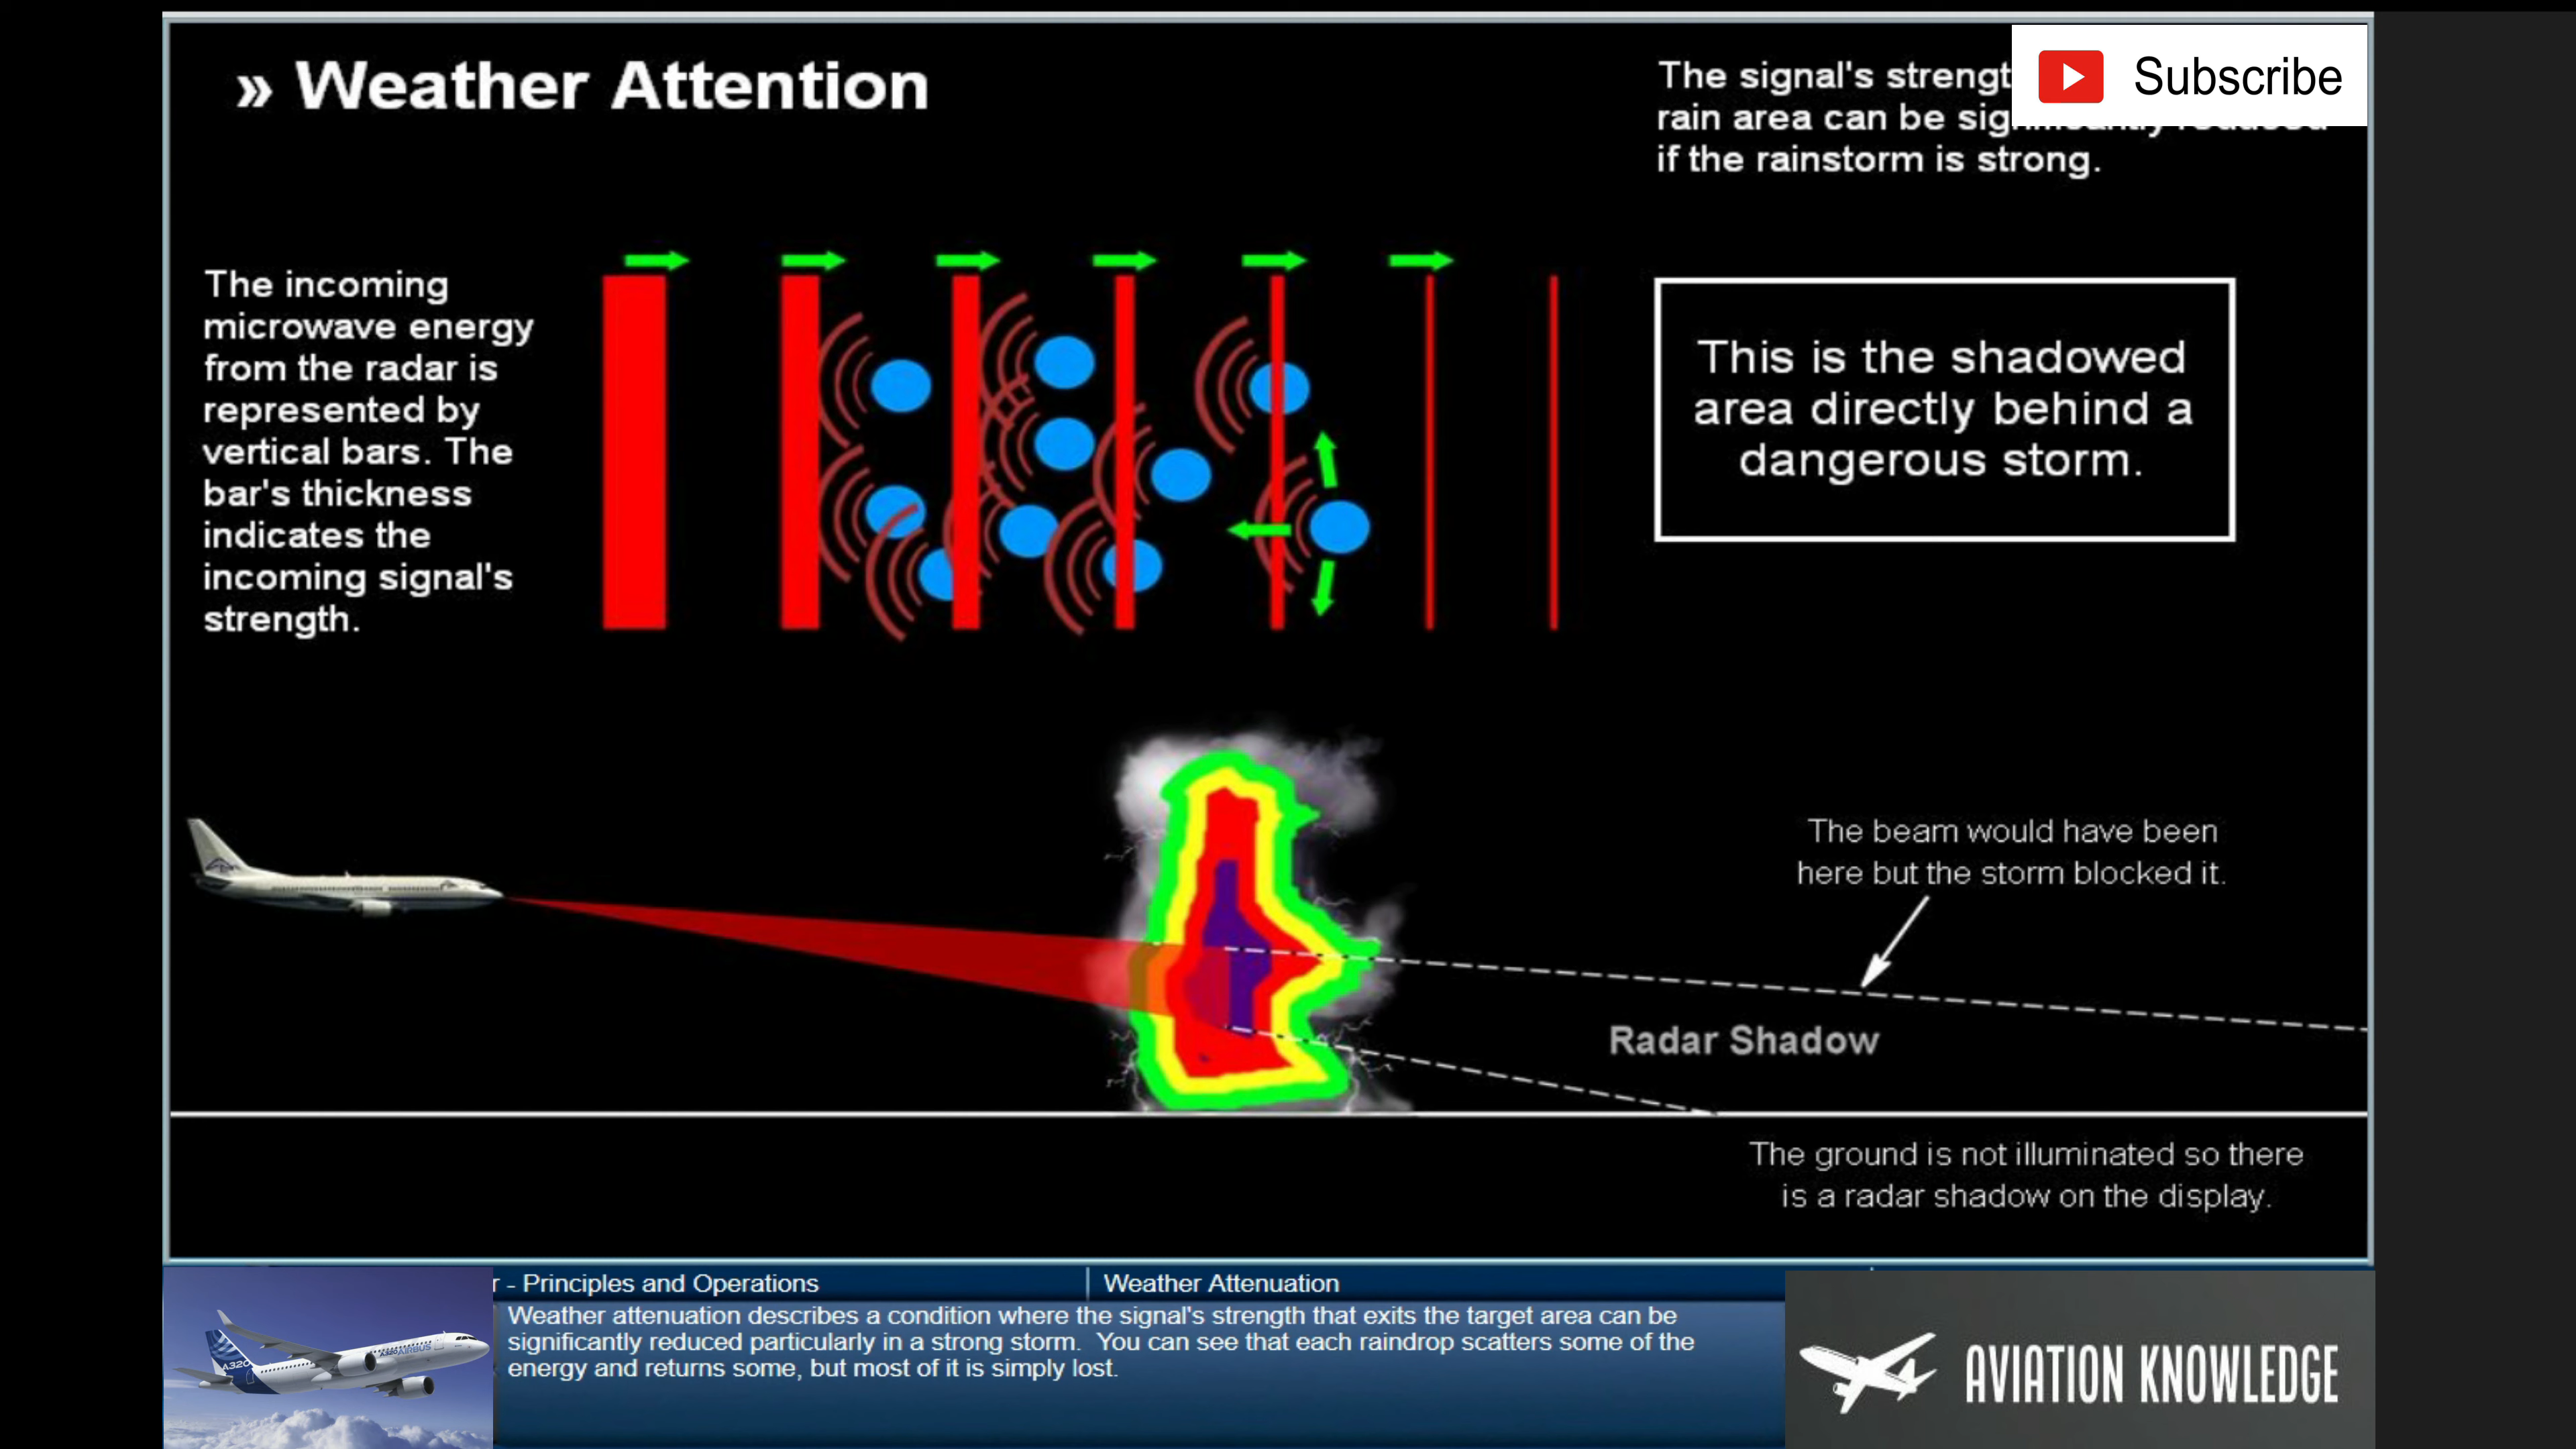 » Weather Attention
The signal's
rain area can be
if the rainstorm is strong.
Subscribe
The incoming
microwave energy
from the radar is
represented by
vertical bars. The
bar's thickness
indicates the
incoming signal's
strength.
This is the shadowed
area directly behind a
dangerous storm.
The beam would have been
here but the storm blocked it.
Radar Shadow
The ground is not illuminated so there
is a radar shadow on the display.
r - Principles and Operations
Weather Attenuation
Weather attenuation describes a condition where the signal's strength that exits the target area can be
significantly reduced particularly in a strong storm. You can see that each raindrop scatters some of the
energy and returns some, but most of it is simply lost.
A320
AIRBUS
AVIATION KNOWLEDGE